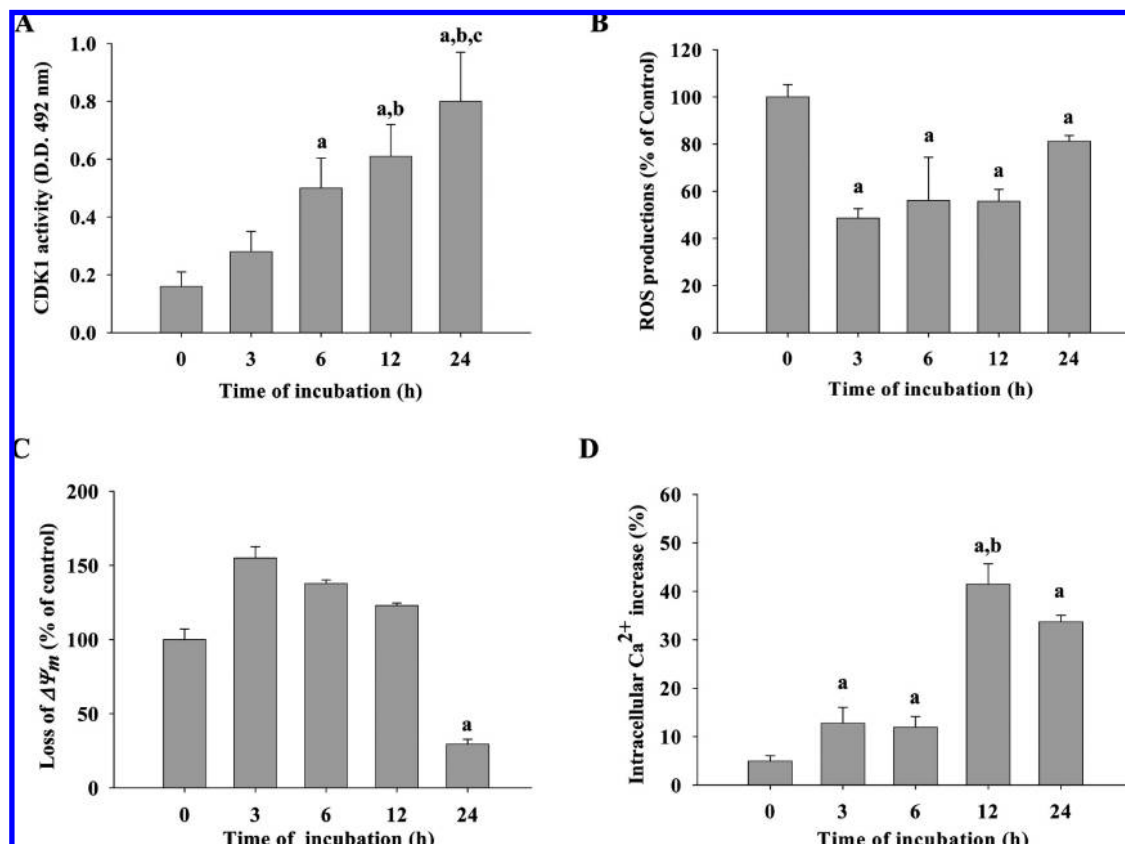 A
CDK1 activity (D.D. 492 nm)
1.0
0.8
0.6
0.4
0.2
0.0
a
a,b
a,b,c
0 3 6 12 24
Time of incubation (h)
B
ROS productions (% of Control)
120
100
80
60
40
20
0
a
a
a
a
0 3 6 12 24
Time of incubation (h)
C
Loss of ΔΨm (% of control)
200
150
100
50
0
a
0 3 6 12 24
Time of incubation (h)
D
Intracellular Ca2+ increase (%)
60
50
40
30
20
10
0
a
a
a,b
a
0 3 6 12 24
Time of incubation (h)